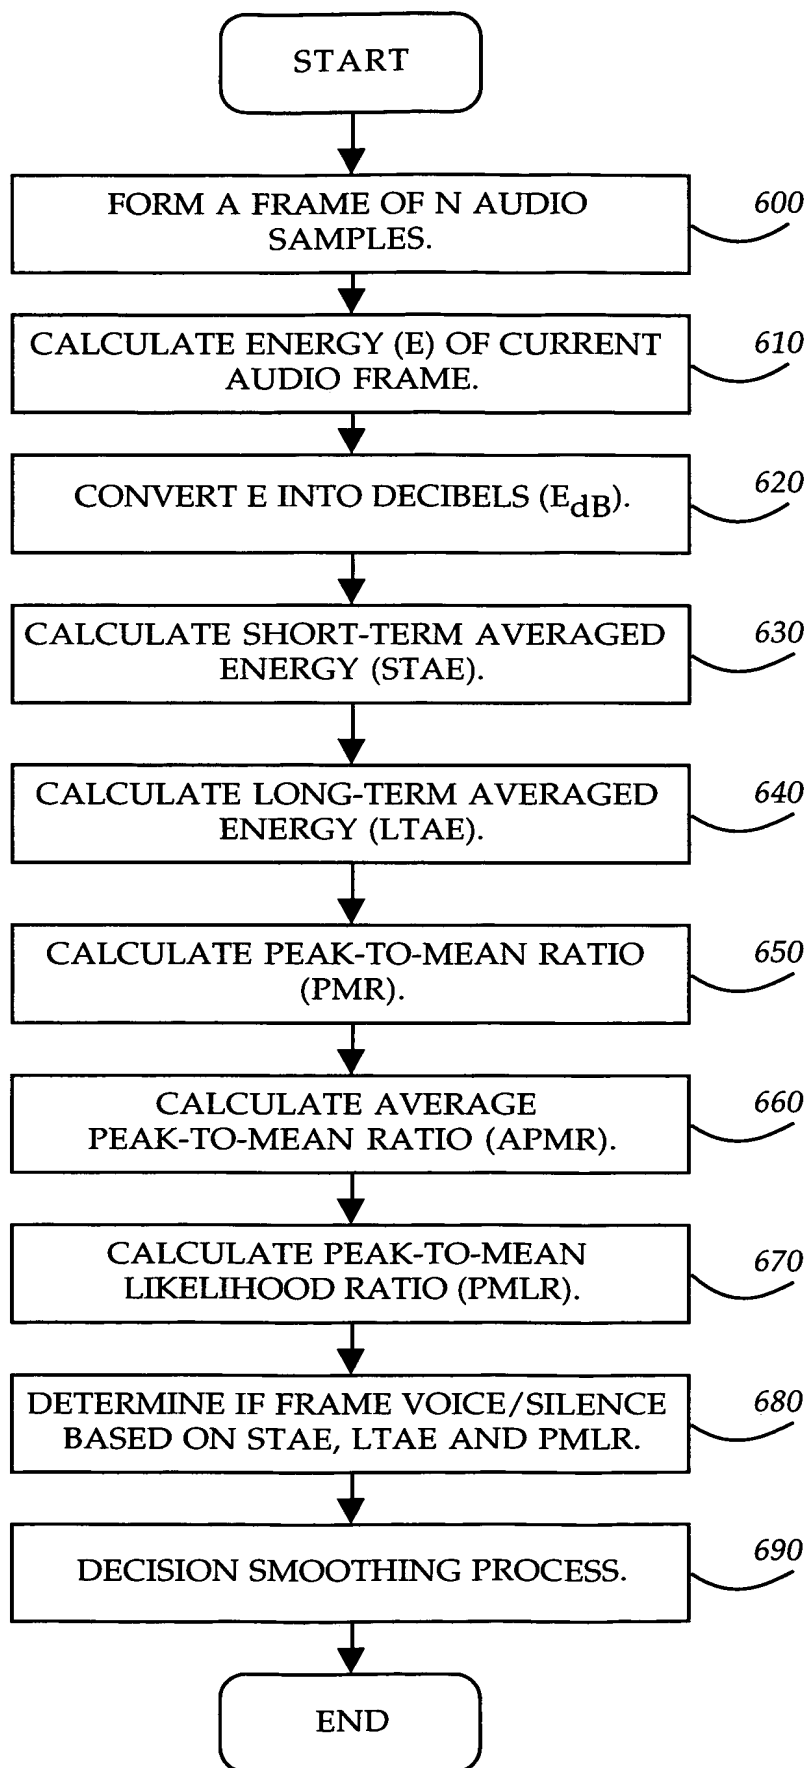 START
FORM A FRAME OF N AUDIO
SAMPLES.
600
CALCULATE ENERGY (E) OF CURRENT
AUDIO FRAME.
610
CONVERT E INTO DECIBELS (EdB).
620
CALCULATE SHORT-TERM AVERAGED
ENERGY (STAE).
630
CALCULATE LONG-TERM AVERAGED
ENERGY (LTAE).
640
CALCULATE PEAK-TO-MEAN RATIO
(PMR).
650
CALCULATE AVERAGE
PEAK-TO-MEAN RATIO (APMR).
660
CALCULATE PEAK-TO-MEAN
LIKELIHOOD RATIO (PMLR).
670
DETERMINE IF FRAME VOICE/SILENCE
BASED ON STAE, LTAE AND PMLR.
680
DECISION SMOOTHING PROCESS.
690
END